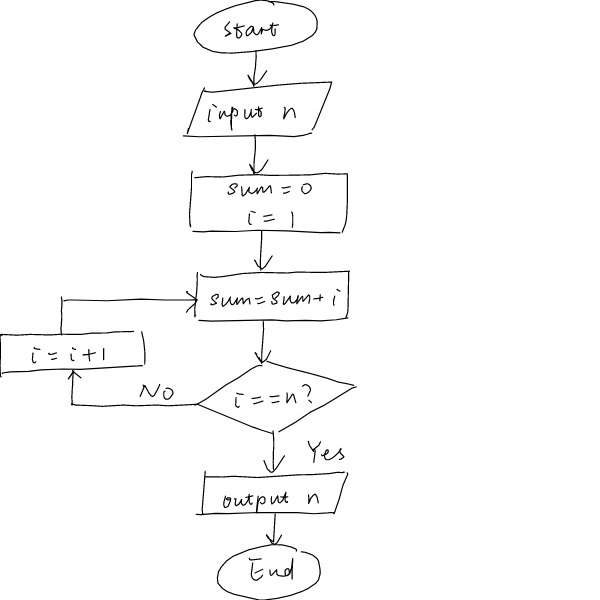 Start
input n
sum = 0
i = 1
sum=sum+i
i = i+1
No
i==n?
Yes
output n
End